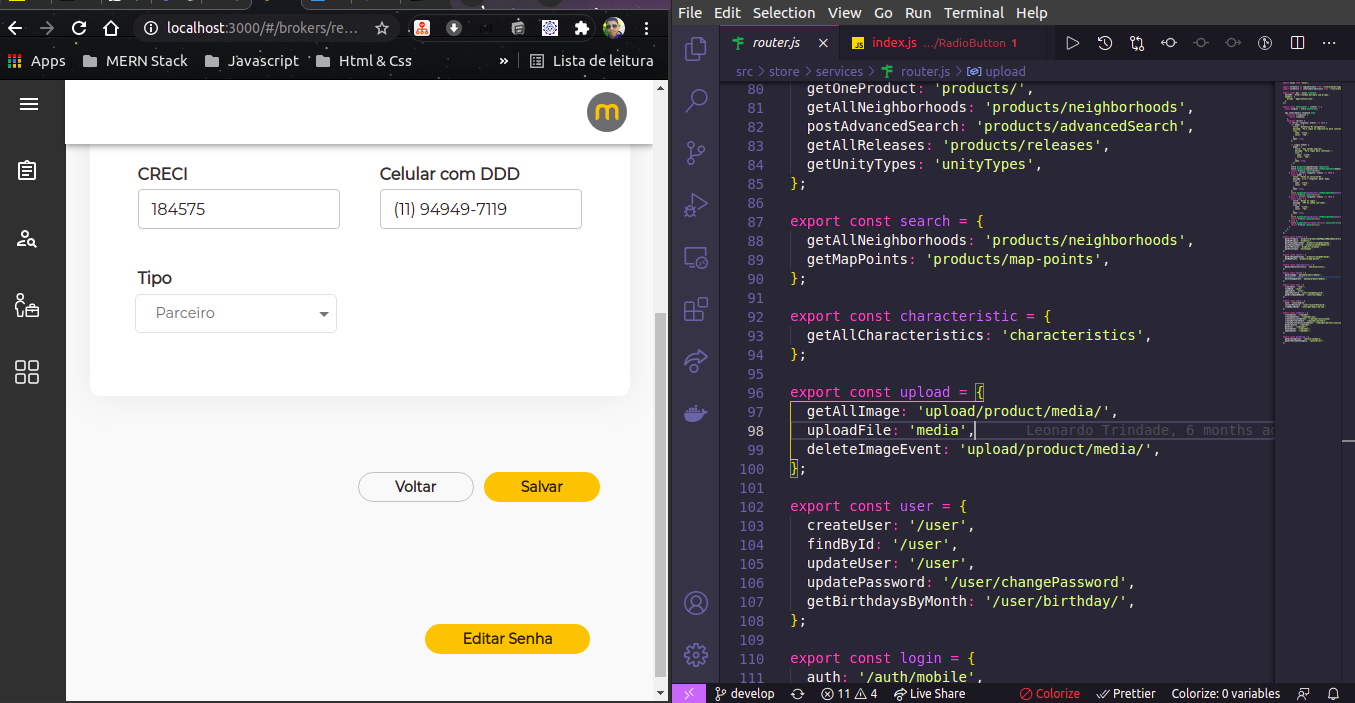 localhost:3000/#/brokers/re...
Apps
MERN Stack
Javascript
Html & Css
»
Lista de leitura
m
CRECI
Celular com DDD
184575
(11) 94949-7119
Tipo
Parceiro
Voltar
Salvar
Editar Senha
File Edit Selection View Go Run Terminal Help
router.js
JS index.js .../RadioButton 1
src > store > services > router.js > upload
80 getOneProduct: 'products/',
81 getAllNeighborhoods: 'products/neighborhoods',
82 postAdvancedSearch: 'products/advancedSearch',
83 getAllReleases: 'products/releases',
84 getUnityTypes: 'unityTypes',
85 };
86
87 export const search = {
88 getAllNeighborhoods: 'products/neighborhoods',
89 getMapPoints: 'products/map-points',
90 };
91
92 export const characteristic = {
93 getAllCharacteristics: 'characteristics',
94 };
95
96 export const upload = {
97 getAllImage: 'upload/product/media/',
98 uploadFile: 'media', Leonardo Trindade, 6 months ag
99 deleteImageEvent: 'upload/product/media/',
100 };
101
102 export const user = {
103 createUser: '/user',
104 findById: '/user',
105 updateUser: '/user',
106 updatePassword: '/user/changePassword',
107 getBirthdaysByMonth: '/user/birthday/',
108 };
109
110 export const login = {
111 auth: '/auth/mobile',
develop
11 4
Live Share
Colorize
Prettier
Colorize: 0 variables